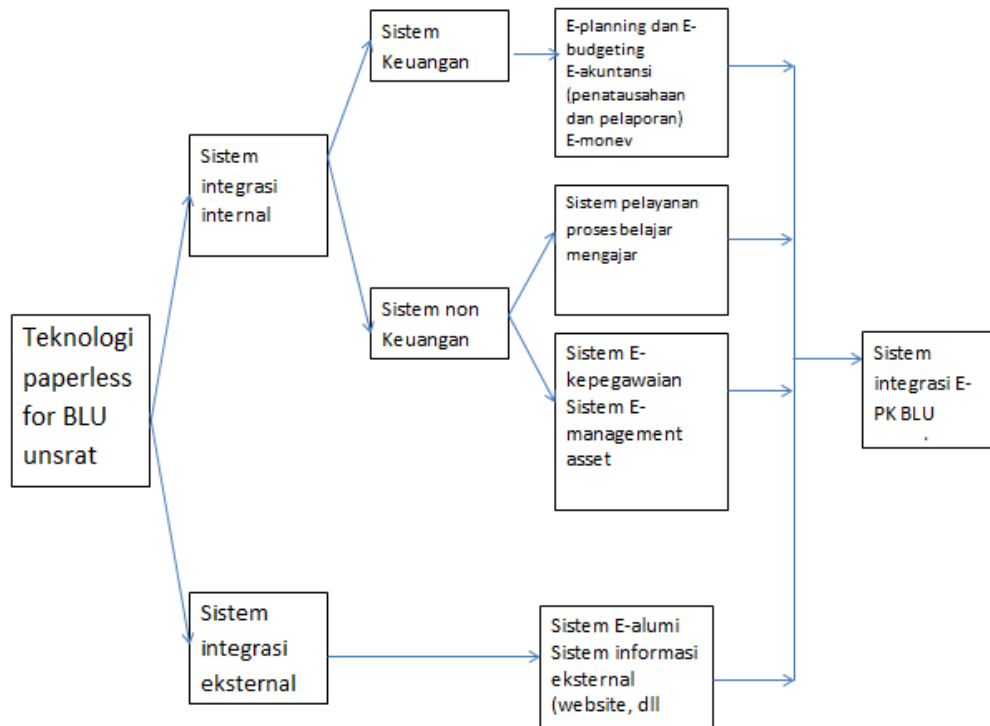 Teknologi
paperless
for BLU
unsrat
Sistem
integrasi
internal
Sistem
integrasi
eksternal
Sistem
Keuangan
Sistem non
Keuangan
E-planning dan E-
budgeting
E-akuntansi
(penatausahaan
dan pelaporan)
E-monev
Sistem pelayanan
proses belajar
mengajar
Sistem E-
kepegawaian
Sistem E-
management
asset
Sistem E-alumi
Sistem informasi
eksternal
(website, dll
Sistem
integrasi E-
PK BLU
.